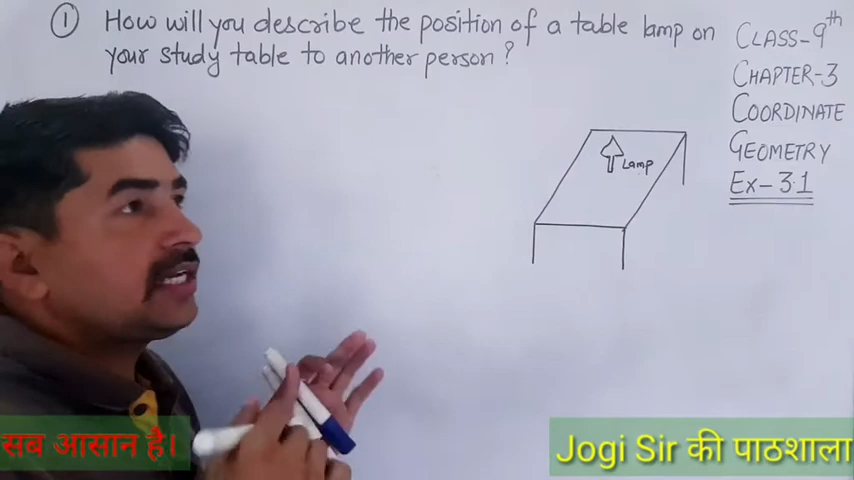 ① How will you describe the position of a table lamp on
your study table to another person?
CLASS-9th
CHAPTER-3
COORDINATE
GEOMETRY
Ex-3.1
Lamp
सब आसान है।
Jogi Sir की पाठशाला